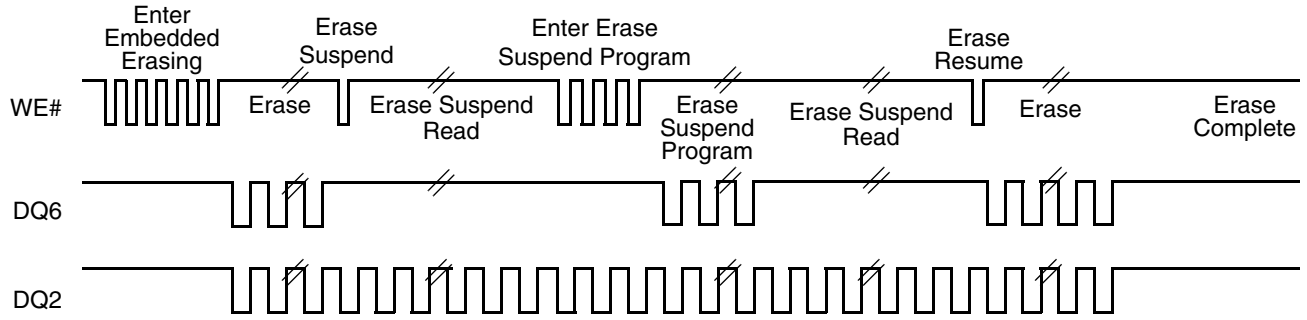 Enter
Embedded
Erasing
Erase
Suspend
Enter Erase
Suspend Program
Erase
Resume
WE#
Erase
Erase Suspend
Read
Erase
Suspend
Program
Erase Suspend
Read
Erase
Erase
Complete
DQ6
DQ2